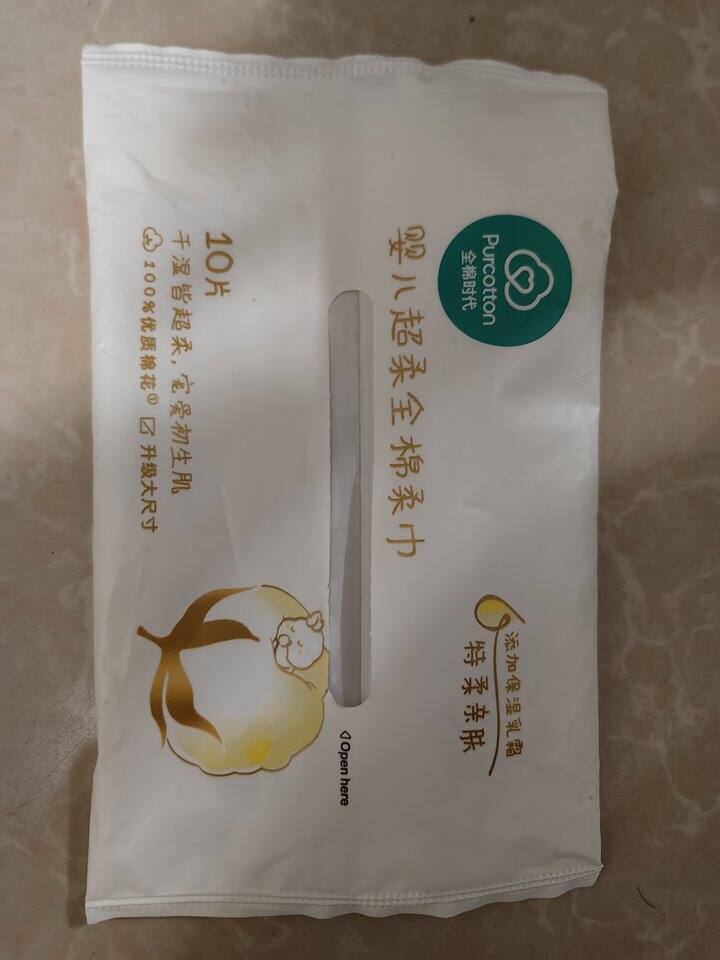 Purcotton
全棉时代
婴儿超柔全棉柔巾
添加保湿乳霜
特柔亲肤
Open here
10片
干湿皆超柔,宠爱初生肌
100%优质棉花① 升级大尺寸